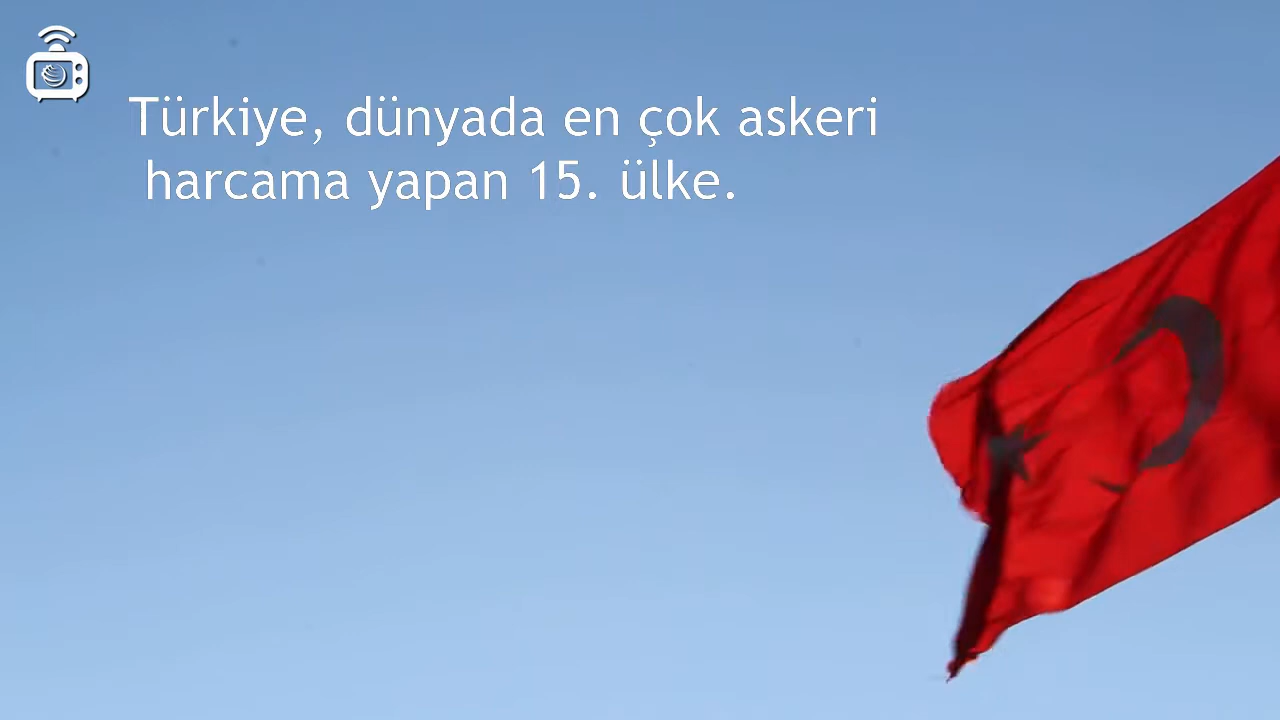 Türkiye, dünyada en çok askeri
harcama yapan 15. ülke.